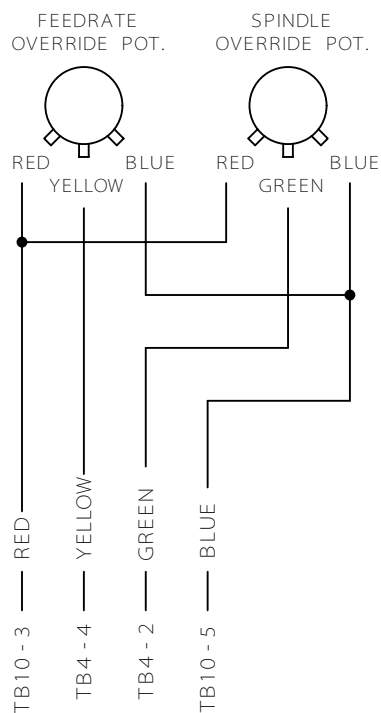 FEEDRATE
OVERRIDE POT.
SPINDLE
OVERRIDE POT.
RED
BLUE
YELLOW
RED
BLUE
GREEN
RED
YELLOW
GREEN
BLUE
TB10 - 3
TB4 - 4
TB4 - 2
TB10 - 5